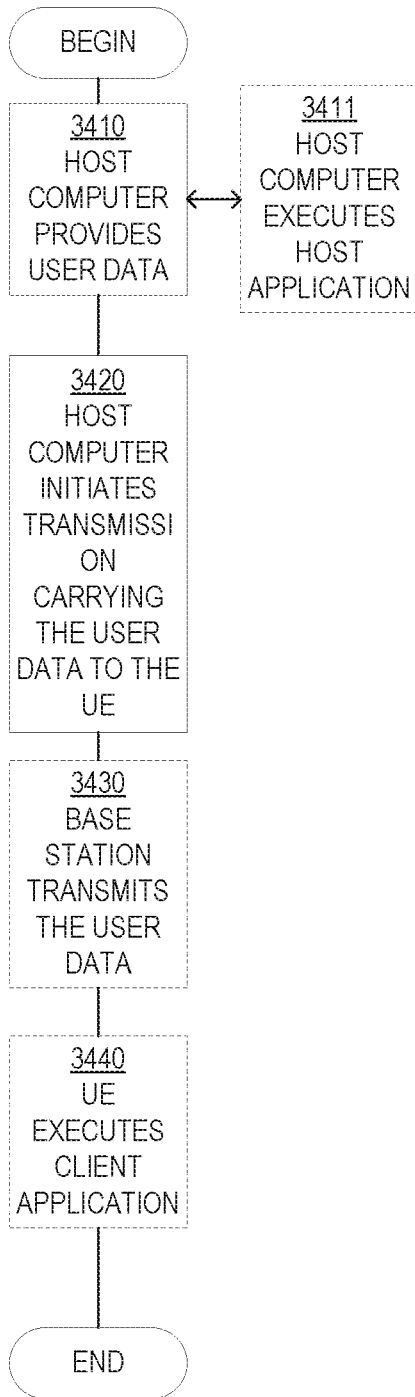 BEGIN
3410
HOST
COMPUTER
PROVIDES
USER DATA
3411
HOST
COMPUTER
EXECUTES
HOST
APPLICATION
3420
HOST
COMPUTER
INITIATES
TRANSMISSI
ON
CARRYING
THE USER
DATA TO THE
UE
3430
BASE
STATION
TRANSMITS
THE USER
DATA
3440
UE
EXECUTES
CLIENT
APPLICATION
END